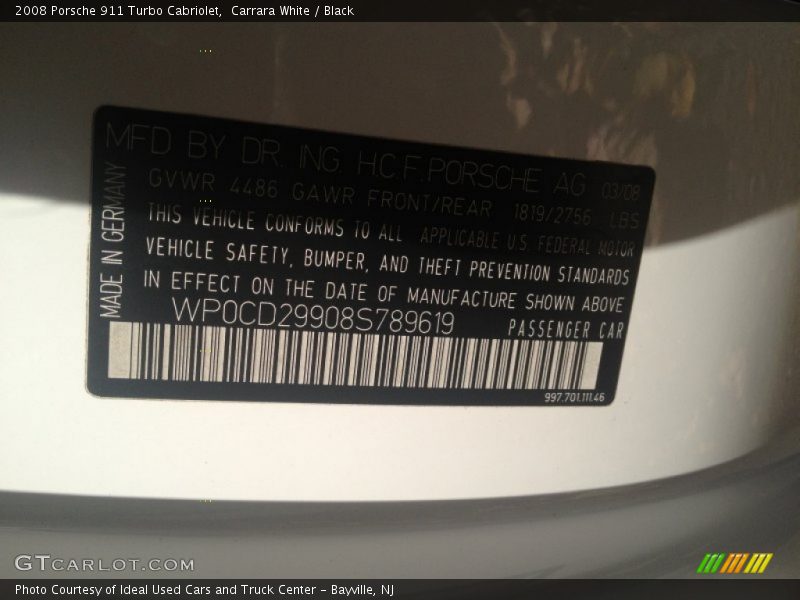 2008 Porsche 911 Turbo Cabriolet,  Carrara White / Black
MFD BY DR. ING. H.C.F. PORSCHE AG 03/08
GVWR 4486 GAWR FRONT/REAR 1819/2756 LBS
THIS VEHICLE CONFORMS TO ALL APPLICABLE U.S. FEDERAL MOTOR
VEHICLE SAFETY, BUMPER, AND THEFT PREVENTION STANDARDS
IN EFFECT ON THE DATE OF MANUFACTURE SHOWN ABOVE
WP0CD29908S789619 PASSENGER CAR
997.701.111.46
MADE IN GERMANY
GTCARLOT.COM
Photo Courtesy of Ideal Used Cars and Truck Center – Bayville, NJ